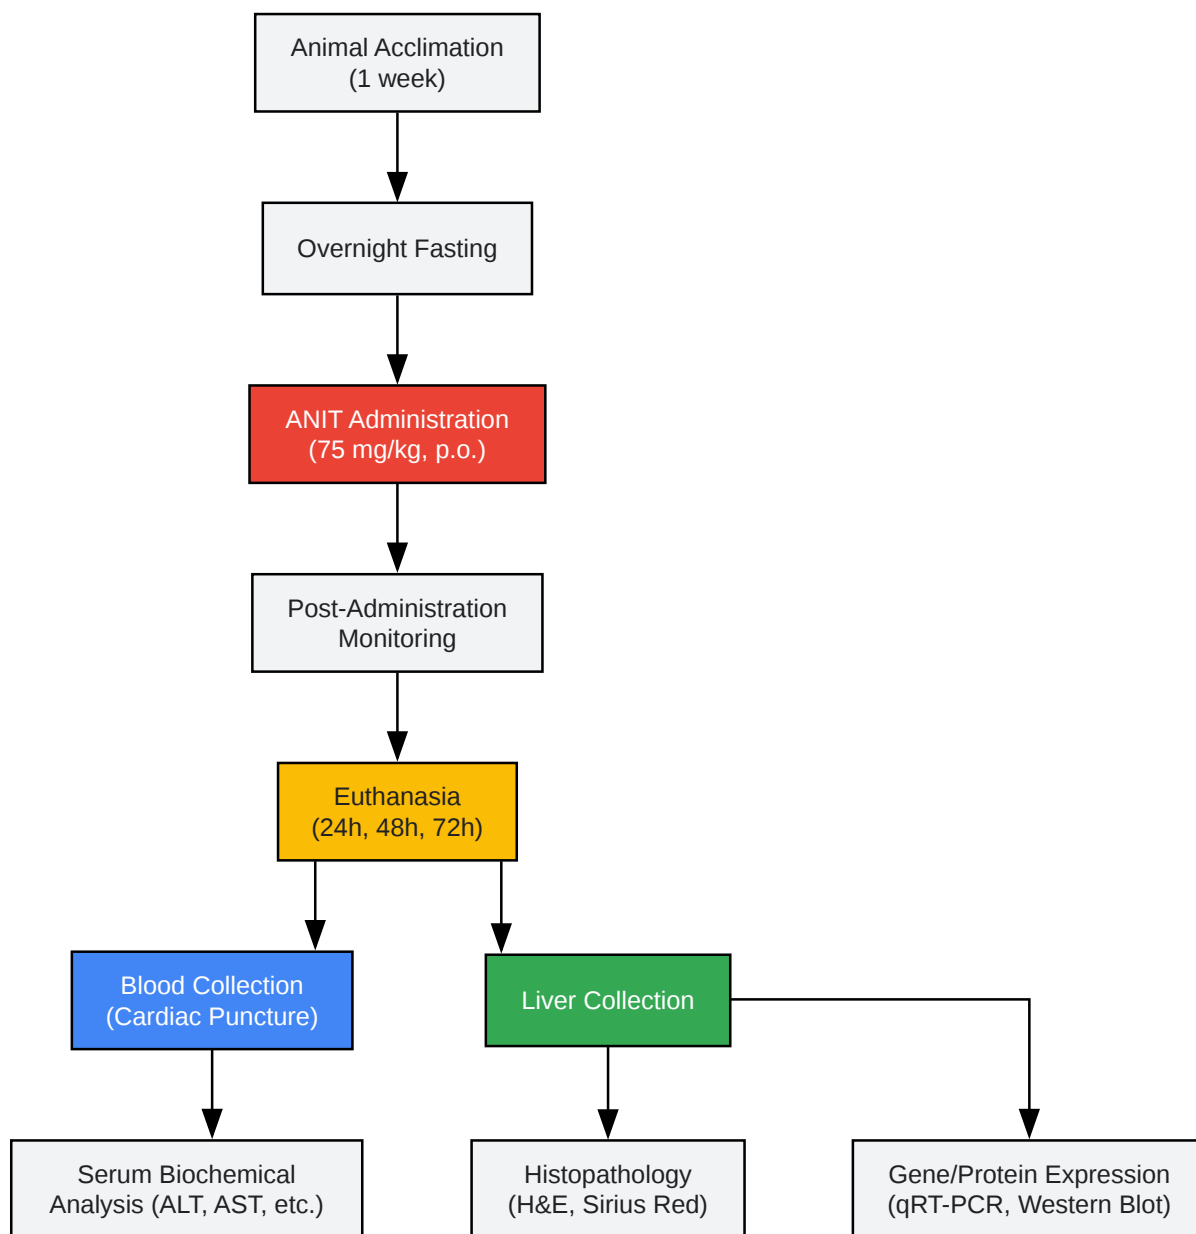 Animal Acclimation
(1 week)
Overnight Fasting
ANIT Administration
(75 mg/kg, p.o.)
Post-Administration
Monitoring
Euthanasia
(24h, 48h, 72h)
Blood Collection
(Cardiac Puncture)
Liver Collection
Serum Biochemical
Analysis (ALT, AST, etc.)
Histopathology
(H&E, Sirius Red)
Gene/Protein Expression
(qRT-PCR, Western Blot)